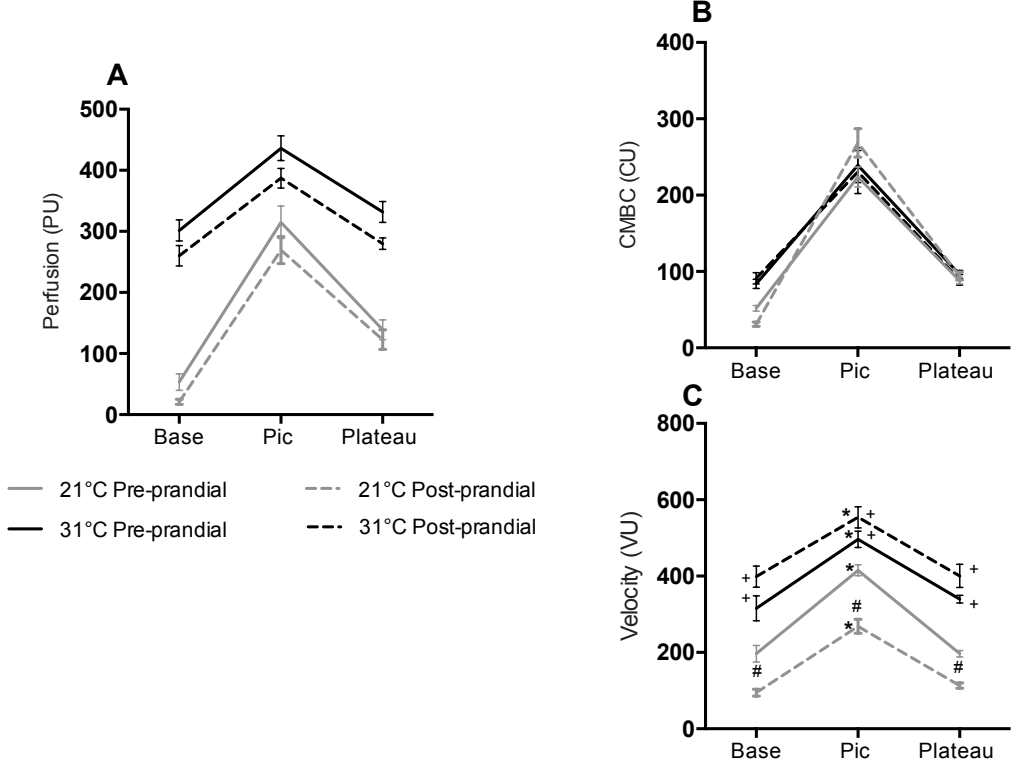 A
Perfusion (PU)
500
400
300
200
100
0
Base Pic Plateau
21°C Pre-prandial
21°C Post-prandial
31°C Pre-prandial
31°C Post-prandial
B
CMBC (CU)
400
300
200
100
0
Base Pic Plateau
C
Velocity (VU)
800
600
400
200
0
* +
* +
*
#
*
+
+
#
+
+
#
Base Pic Plateau